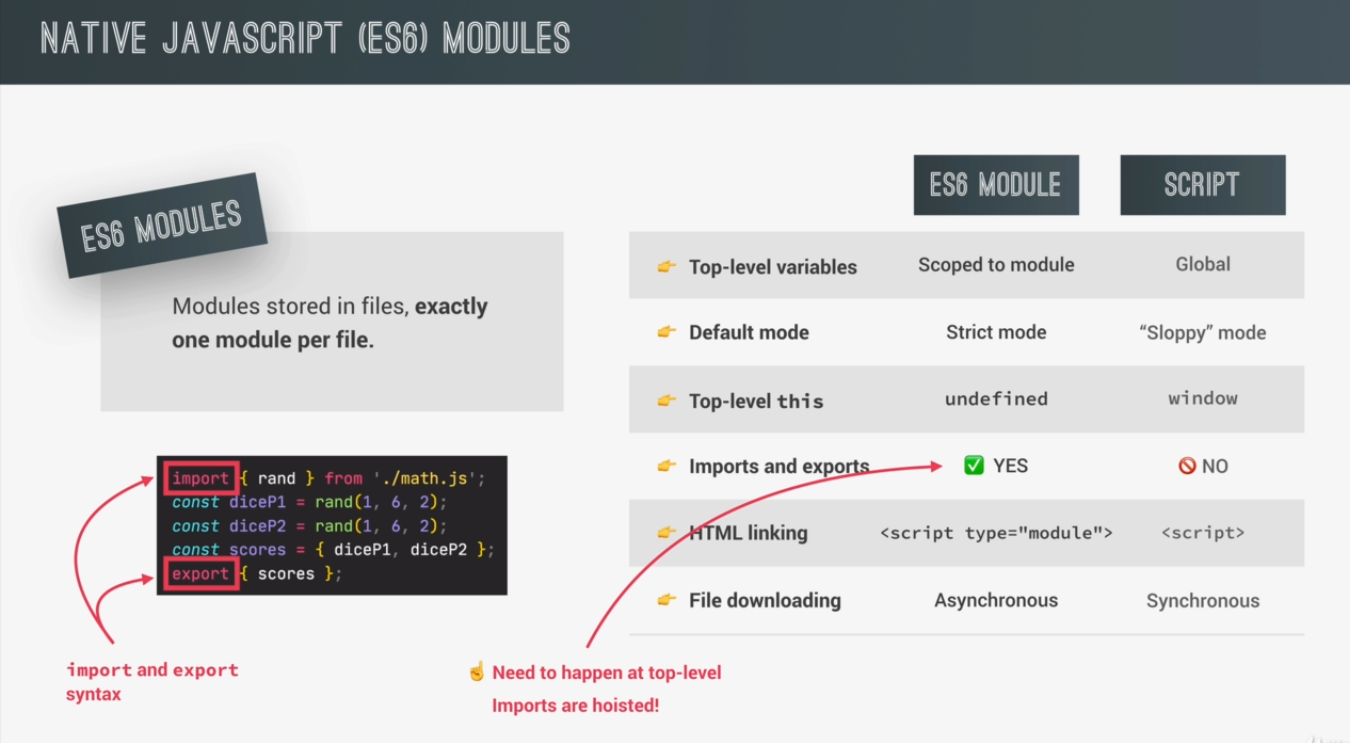 NATIVE JAVASCRIPT (ES6) MODULES
ES6 MODULES
Modules stored in files, exactly
one module per file.
import { rand } from './math.js';
const diceP1 = rand(1, 6, 2);
const diceP2 = rand(1, 6, 2);
const scores = { diceP1, diceP2 };
export { scores };
import and export
syntax
ES6 MODULE SCRIPT
👉 Top-level variables Scoped to module Global
👉 Default mode Strict mode “Sloppy” mode
👉 Top-level this undefined window
👉 Imports and exports ✅ YES 🚫 NO
👉 HTML linking <script type="module"> <script>
👉 File downloading Asynchronous Synchronous
☝️ Need to happen at top-level
Imports are hoisted!